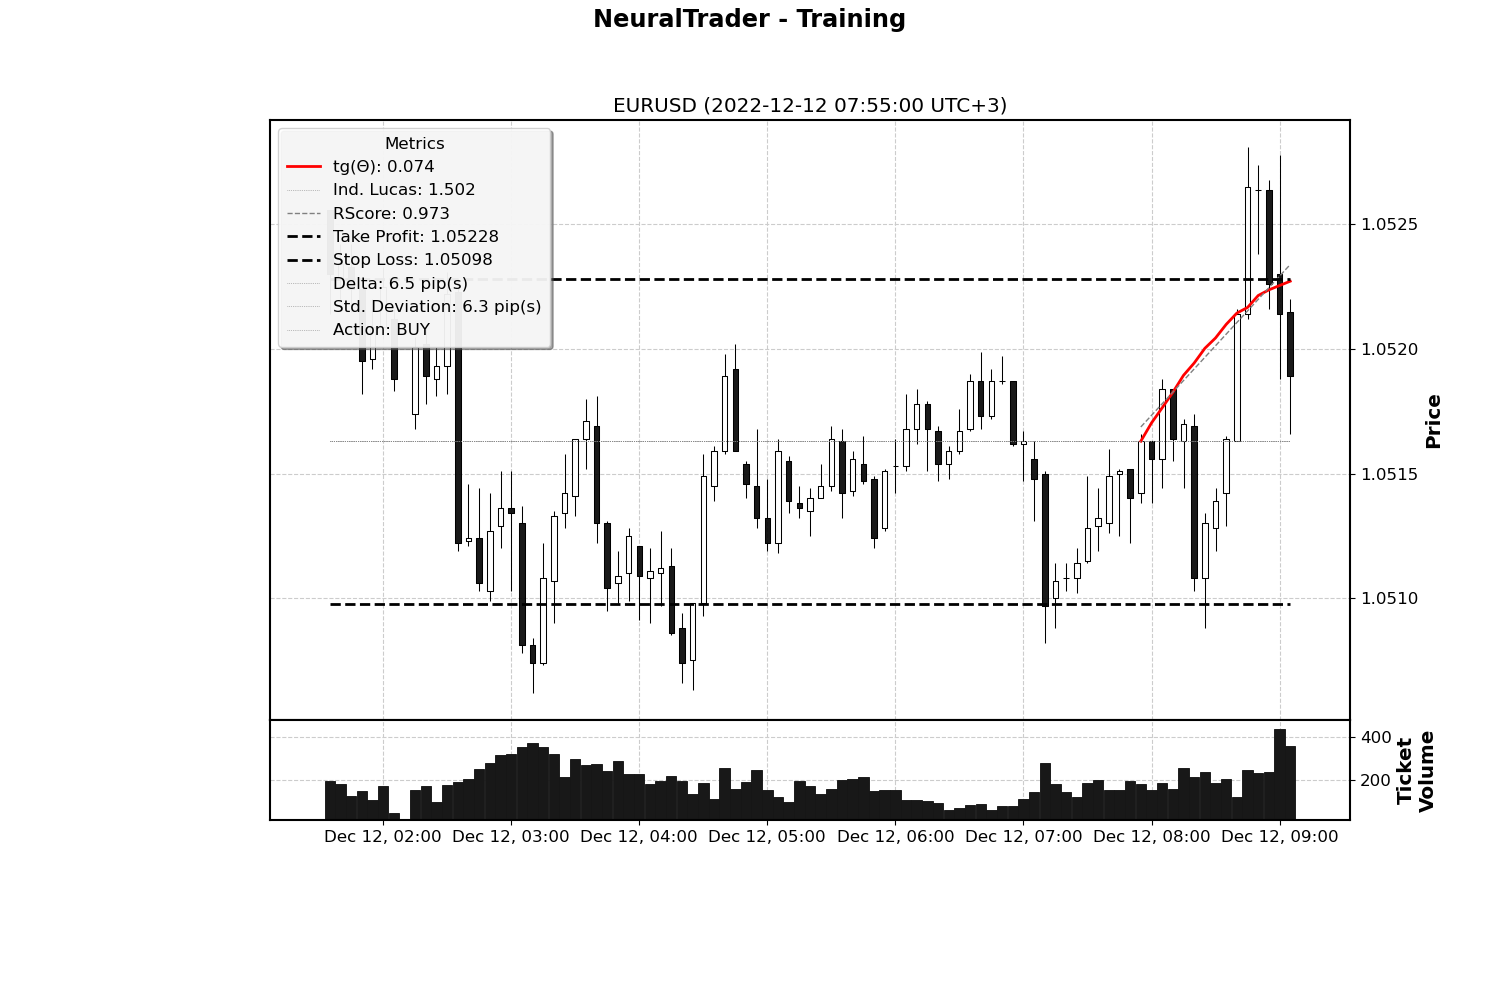 NeuralTrader - Training
EURUSD (2022-12-12 07:55:00 UTC+3)
Metrics
tg(Θ): 0.074
Ind. Lucas: 1.502
RScore: 0.973
Take Profit: 1.05228
Stop Loss: 1.05098
Delta: 6.5 pip(s)
Std. Deviation: 6.3 pip(s)
Action: BUY
1.0525
1.0520
1.0515
1.0510
Price
400
200
Ticket
Volume
Dec 12, 02:00
Dec 12, 03:00
Dec 12, 04:00
Dec 12, 05:00
Dec 12, 06:00
Dec 12, 07:00
Dec 12, 08:00
Dec 12, 09:00